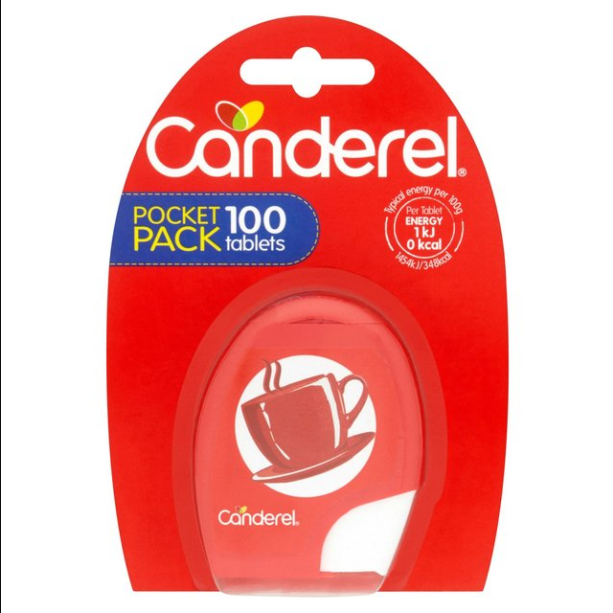 Canderel®
POCKET PACK
100 tablets
Typical energy per 100g
Per Tablet
ENERGY
1 kJ
0 kcal
1454kJ/348kcal
Canderel®